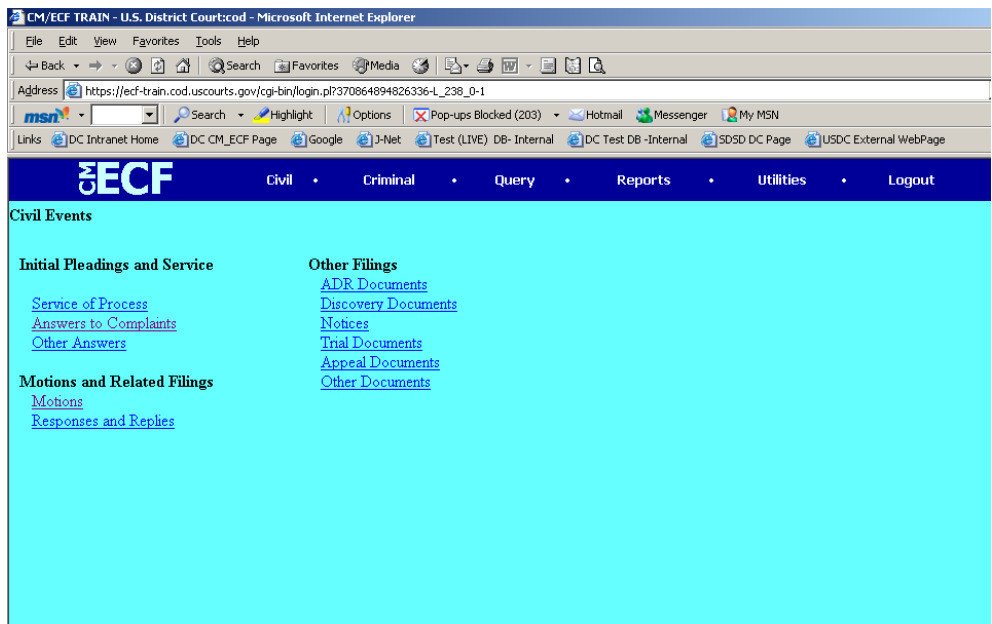 CM/ECF TRAIN - U.S. District Court:cod - Microsoft Internet Explorer
File Edit View Favorites Tools Help
Back Search Favorites Media
Address https://ecf-train.cod.uscourts.gov/cgi-bin/login.pl?370864894826336-L_238_0-1
msn Search Highlight Options Pop-ups Blocked (203) Hotmail Messenger My MSN
Links DC Intranet Home DC CM_ECF Page Google J-Net Test (LIVE) DB- Internal DC Test DB -Internal SDSD DC Page USDC External WebPage
CM ECF Civil • Criminal • Query • Reports • Utilities • Logout
Civil Events
Initial Pleadings and Service
Service of Process
Answers to Complaints
Other Answers
Motions and Related Filings
Motions
Responses and Replies
Other Filings
ADR Documents
Discovery Documents
Notices
Trial Documents
Appeal Documents
Other Documents